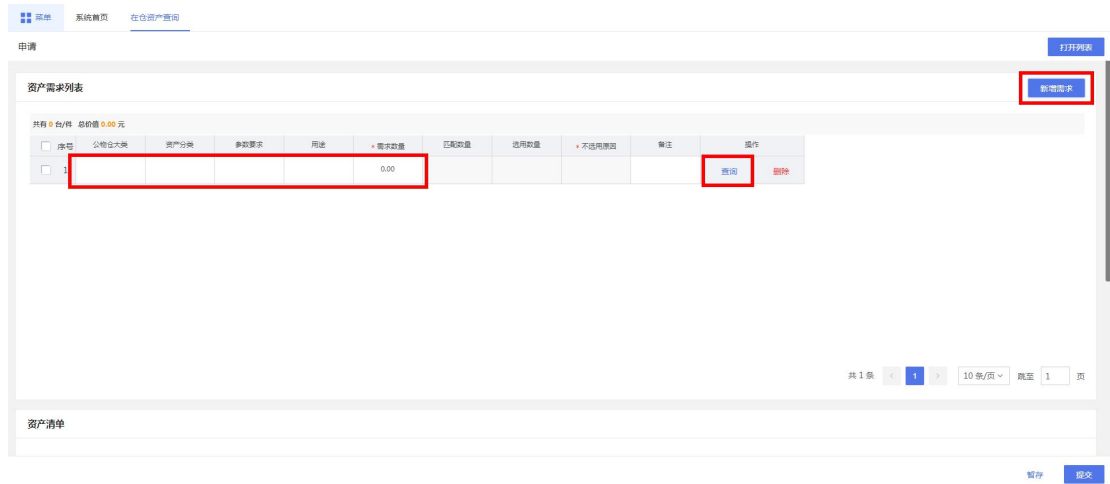 菜单 系统首页 在仓资产查询
申请 打开列表
资产需求列表 新增需求
共有 0 台/件 总价值 0.00 元
序号 公物仓大类 资产分类 参数要求 用途 * 需求数量 匹配数量 选用数量 * 不选用原因 备注 操作
1 0.00 查询 删除
共 1 条 < 1 > 10 条/页 跳至 1 页
资产清单
暂存 提交